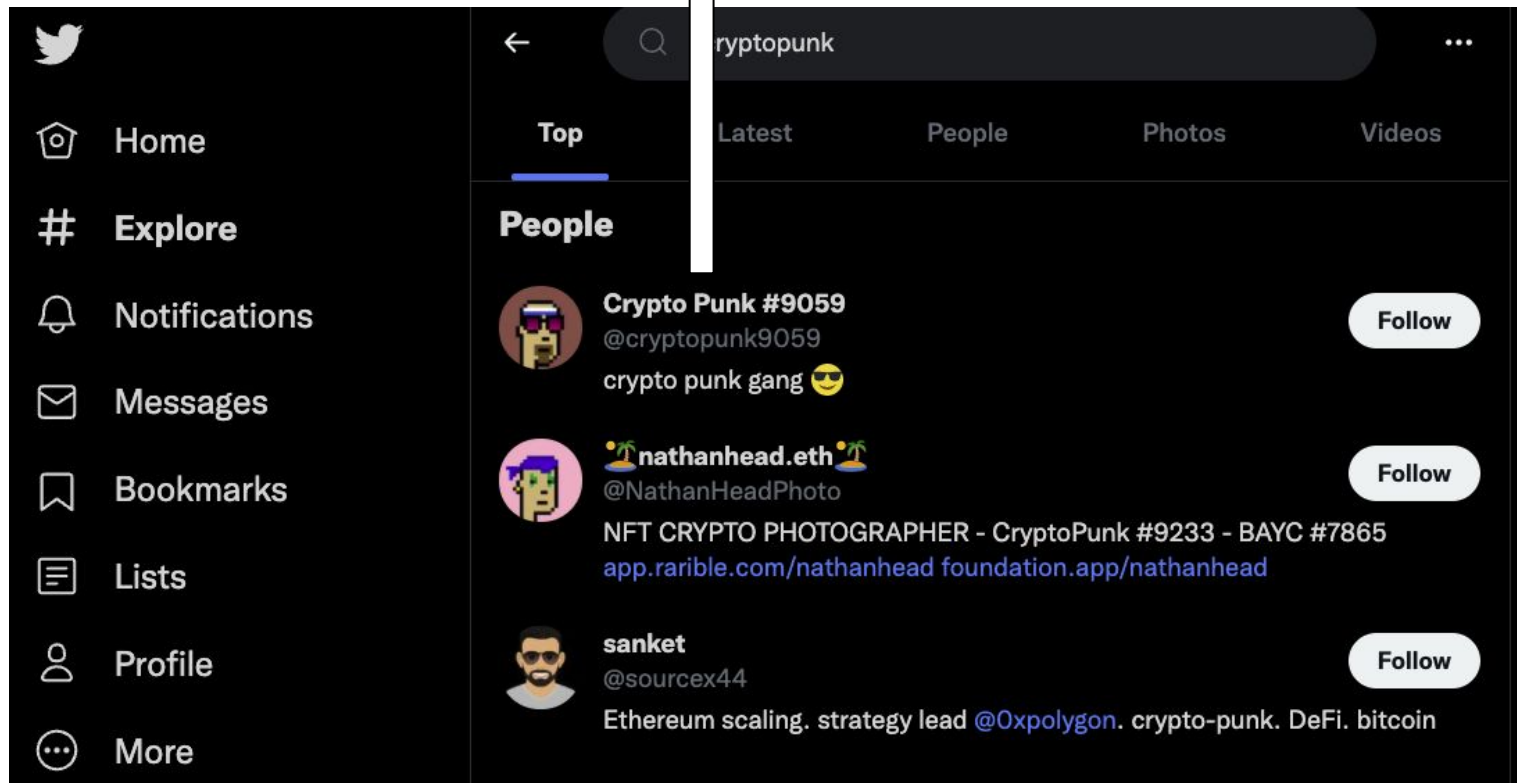 ryptopunk
Top Latest People Photos Videos
Home
Explore
Notifications
Messages
Bookmarks
Lists
Profile
More
People
Crypto Punk #9059
@cryptopunk9059
crypto punk gang 😎
Follow
🏝️nathanhead.eth🏝️
@NathanHeadPhoto
NFT CRYPTO PHOTOGRAPHER - CryptoPunk #9233 - BAYC #7865
app.rarible.com/nathanhead foundation.app/nathanhead
Follow
sanket
@sourcex44
Ethereum scaling. strategy lead @0xpolygon. crypto-punk. DeFi. bitcoin
Follow